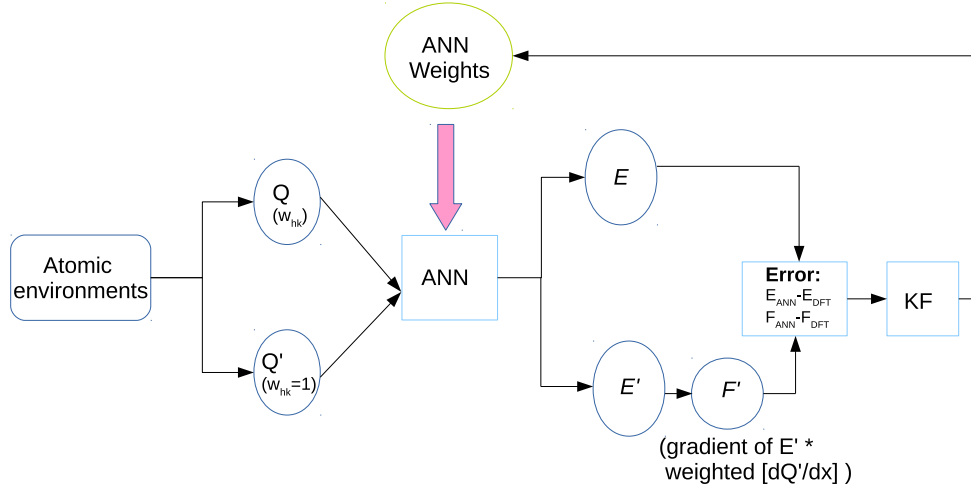 ANN
Weights
Q
(w_hk)
E
Atomic
environments
ANN
Error:
E_ANN-E_DFT
F_ANN-F_DFT
KF
Q'
(w_hk=1)
E'
F'
(gradient of E' *
weighted [dQ'/dx] )